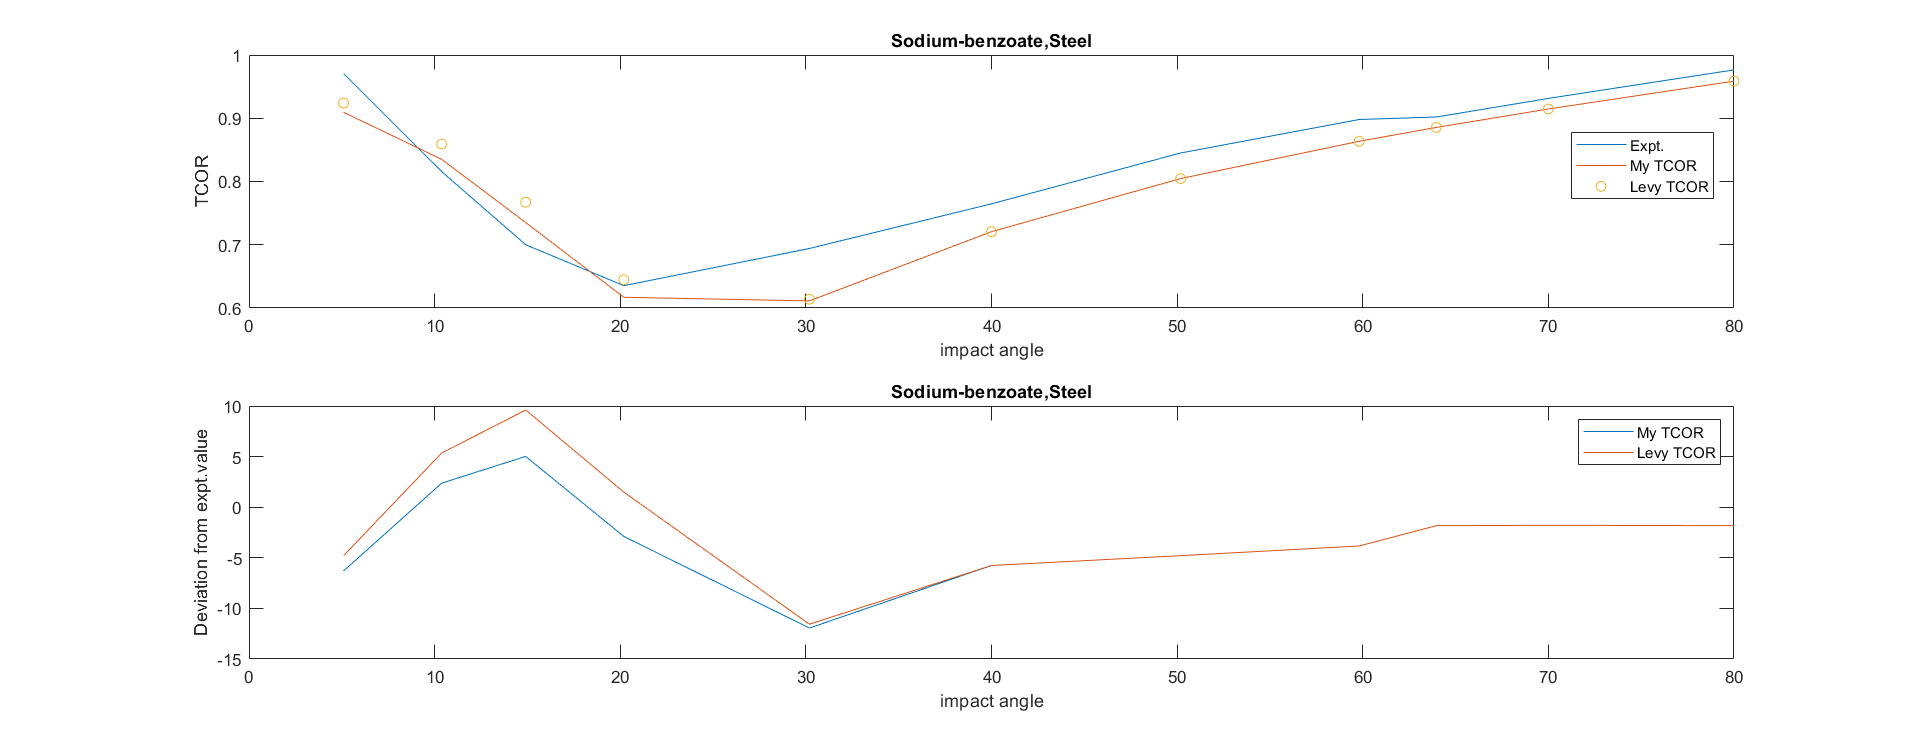 Sodium-benzoate,Steel
1
0.9
0.8
0.7
0.6
TCOR
Expt.
My TCOR
Levy TCOR
0 10 20 30 40 50 60 70 80
impact angle
Sodium-benzoate,Steel
10
5
0
-5
-10
-15
Deviation from expt.value
My TCOR
Levy TCOR
0 10 20 30 40 50 60 70 80
impact angle